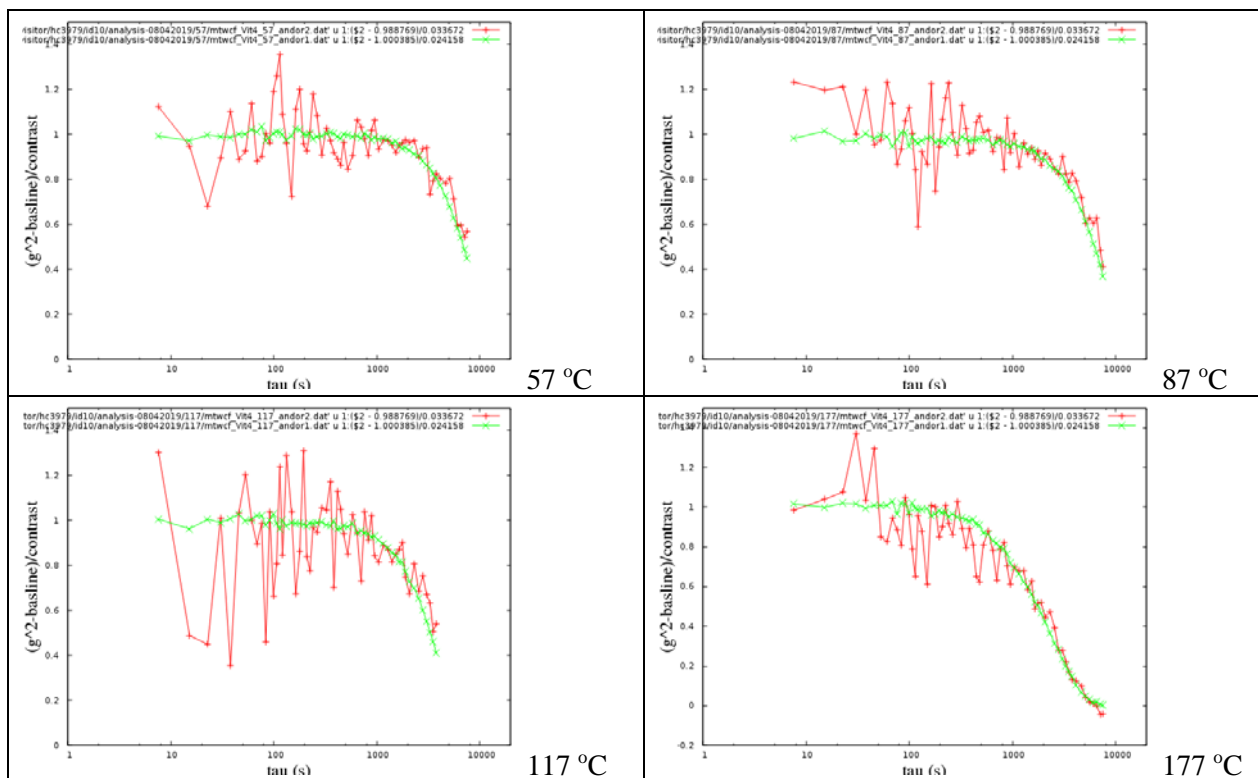 isitor/hc3979/id10/analysis-08042019/57/mtwcf_Vit4_57_andor2.dat' u 1:($2 - 0.988769)/0.033672
isitor/hc3979/id10/analysis-08042019/57/mtwcf_Vit4_57_andor1.dat' u 1:($2 - 1.000385)/0.024158
1.4
1.2
1
0.8
0.6
0.4
0.2
0
(g^2-basline)/contrast
1 10 100 1000 10000
tau (s)
57 °C
isitor/hc3979/id10/analysis-08042019/87/mtwcf_Vit4_87_andor2.dat' u 1:($2 - 0.988769)/0.033672
isitor/hc3979/id10/analysis-08042019/87/mtwcf_Vit4_87_andor1.dat' u 1:($2 - 1.000385)/0.024158
1.4
1.2
1
0.8
0.6
0.4
0.2
0
(g^2-basline)/contrast
1 10 100 1000 10000
tau (s)
87 °C
tor/hc3979/id10/analysis-08042019/117/mtwcf_Vit4_117_andor2.dat' u 1:($2 - 0.988769)/0.033672
tor/hc3979/id10/analysis-08042019/117/mtwcf_Vit4_117_andor1.dat' u 1:($2 - 1.000385)/0.024158
1.4
1.2
1
0.8
0.6
0.4
0.2
0
(g^2-basline)/contrast
1 10 100 1000 10000
tau (s)
117 °C
tor/hc3979/id10/analysis-08042019/177/mtwcf_Vit4_177_andor2.dat' u 1:($2 - 0.988769)/0.033672
tor/hc3979/id10/analysis-08042019/177/mtwcf_Vit4_177_andor1.dat' u 1:($2 - 1.000385)/0.024158
1.4
1.2
1
0.8
0.6
0.4
0.2
0
-0.2
(g^2-basline)/contrast
1 10 100 1000 10000
tau (s)
177 °C